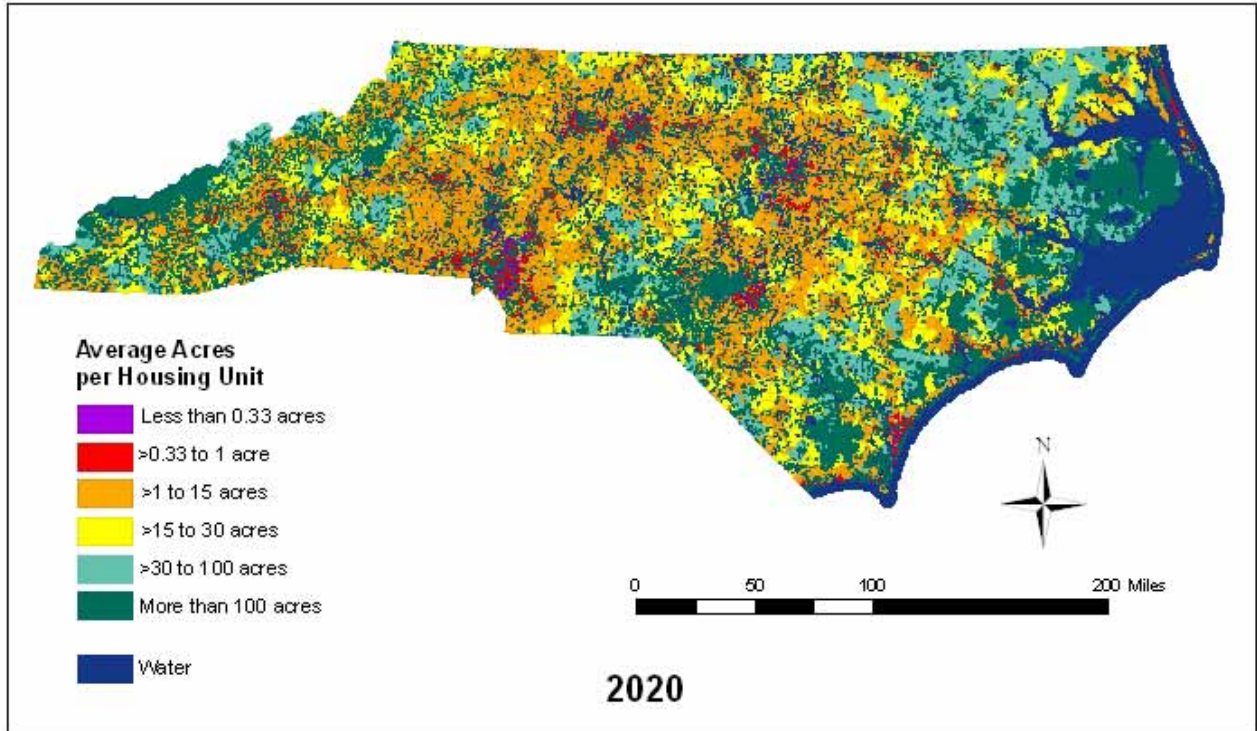 Average Acres
per Housing Unit
Less than 0.33 acres
>0.33 to 1 acre
>1 to 15 acres
>15 to 30 acres
>30 to 100 acres
More than 100 acres
Water
N
0 50 100 200 Miles
2020